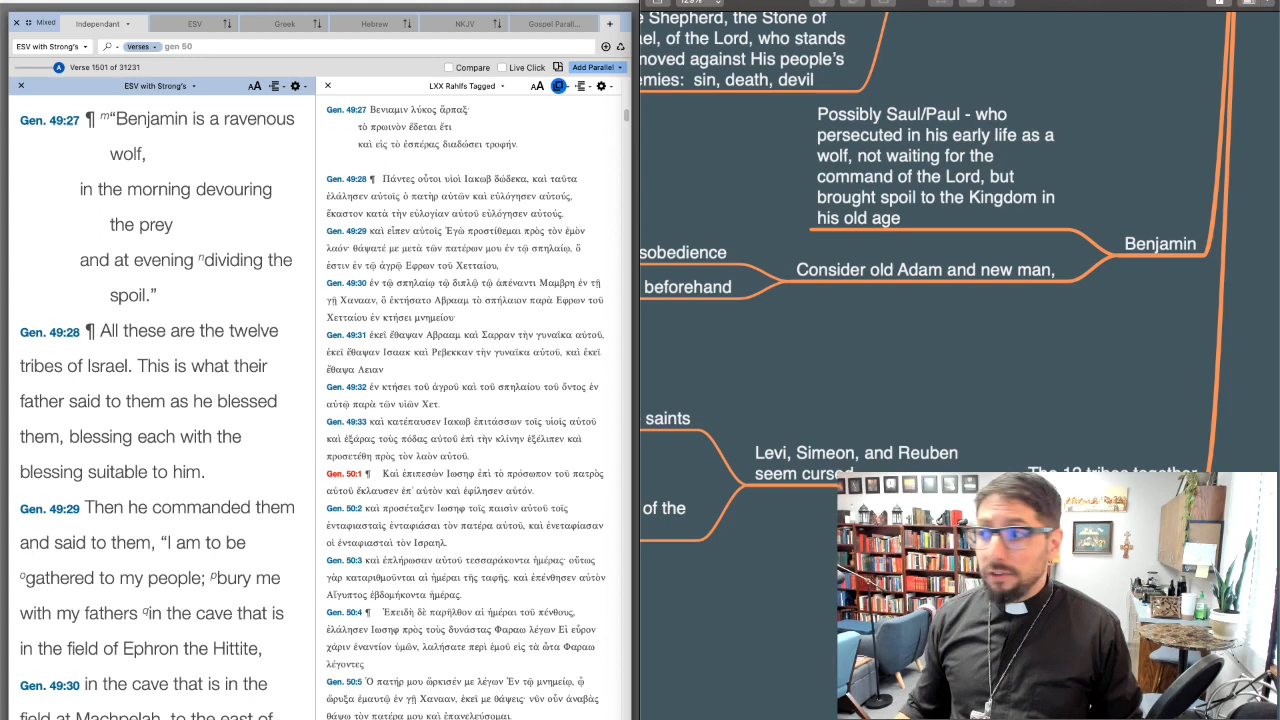 Mixed
Independant
ESV
Greek
Hebrew
NKJV
Gospel Parall...
ESV with Strong's
Verses
gen 50
Verse 1501 of 31231
Compare
Live Click
Add Parallel
ESV with Strong's
AA
Gen. 49:27 ¶ m“Benjamin is a ravenous
wolf,
in the morning devouring
the prey
and at evening ndividing the
spoil.”
Gen. 49:28 ¶ All these are the twelve
tribes of Israel. This is what their
father said to them as he blessed
them, blessing each with the
blessing suitable to him.
Gen. 49:29 Then he commanded them
and said to them, “I am to be
ogathered to my people; pbury me
with my fathers qin the cave that is
in the field of Ephron the Hittite,
Gen. 49:30 in the cave that is in the
field at Machpelah, to the east of
LXX Rahlfs Tagged
AA
Gen. 49:27 Βενιαμιν λύκος ἅρπαξ·
τὸ πρωινὸν ἔδεται ἔτι
καὶ εἰς τὸ ἑσπέρας διαδώσει τροφήν.
Gen. 49:28 ¶ Πάντες οὗτοι υἱοὶ Ιακωβ δώδεκα, καὶ ταῦτα
ἐλάλησεν αὐτοῖς ὁ πατὴρ αὐτῶν καὶ εὐλόγησεν αὐτούς,
ἕκαστον κατὰ τὴν εὐλογίαν αὐτοῦ εὐλόγησεν αὐτούς.
Gen. 49:29 καὶ εἶπεν αὐτοῖς Ἐγὼ προστίθεμαι πρὸς τὸν ἐμὸν
λαόν· θάψατέ με μετὰ τῶν πατέρων μου ἐν τῷ σπηλαίῳ, ὅ
ἐστιν ἐν τῷ ἀγρῷ Εφρων τοῦ Χετταίου,
Gen. 49:30 ἐν τῷ σπηλαίῳ τῷ διπλῷ τῷ ἀπέναντι Μαμβρη ἐν τῇ
γῇ Χανααν, ὃ ἐκτήσατο Αβρααμ τὸ σπήλαιον παρὰ Εφρων τοῦ
Χετταίου ἐν κτήσει μνημείου·
Gen. 49:31 ἐκεῖ ἔθαψαν Αβρααμ καὶ Σαρραν τὴν γυναῖκα αὐτοῦ,
ἐκεῖ ἔθαψαν Ισαακ καὶ Ρεβεκκαν τὴν γυναῖκα αὐτοῦ, καὶ ἐκεῖ
ἔθαψα Λειαν
Gen. 49:32 ἐν κτήσει τοῦ ἀγροῦ καὶ τοῦ σπηλαίου τοῦ ὄντος ἐν
αὐτῷ παρὰ τῶν υἱῶν Χετ.
Gen. 49:33 καὶ κατέπαυσεν Ιακωβ ἐπιτάσσων τοῖς υἱοῖς αὐτοῦ
καὶ ἐξάρας τοὺς πόδας αὐτοῦ ἐπὶ τὴν κλίνην ἐξέλιπεν καὶ
προσετέθη πρὸς τὸν λαὸν αὐτοῦ.
Gen. 50:1 ¶ Καὶ ἐπιπεσὼν Ιωσηφ ἐπὶ τὸ πρόσωπον τοῦ πατρὸς
αὐτοῦ ἔκλαυσεν ἐπ’ αὐτὸν καὶ ἐφίλησεν αὐτόν.
Gen. 50:2 καὶ προσέταξεν Ιωσηφ τοῖς παισὶν αὐτοῦ τοῖς
ἐνταφιασταῖς ἐνταφιάσαι τὸν πατέρα αὐτοῦ, καὶ ἐνεταφίασαν
οἱ ἐνταφιασταὶ τὸν Ισραηλ.
Gen. 50:3 καὶ ἐπλήρωσαν αὐτοῦ τεσσαράκοντα ἡμέρας· οὕτως
γὰρ καταριθμοῦνται αἱ ἡμέραι τῆς ταφῆς. καὶ ἐπένθησεν αὐτὸν
Αἴγυπτος ἑβδομήκοντα ἡμέρας.
Gen. 50:4 ¶ Ἐπειδὴ δὲ παρῆλθον αἱ ἡμέραι τοῦ πένθους,
ἐλάλησεν Ιωσηφ πρὸς τοὺς δυνάστας Φαραω λέγων Εἰ εὗρον
χάριν ἐναντίον ὑμῶν, λαλήσατε περὶ ἐμοῦ εἰς τὰ ὦτα Φαραω
λέγοντες
Gen. 50:5 Ὁ πατήρ μου ὥρκισέν με λέγων Ἐν τῷ μνημείῳ, ᾧ
ὤρυξα ἐμαυτῷ ἐν γῇ Χανααν, ἐκεῖ με θάψεις· νῦν οὖν ἀναβὰς
θάψω τὸν πατέρα μου καὶ ἐπανελεύσομαι.
129%
e Shepherd, the Stone of
el, of the Lord, who stands
moved against His people’s
emies: sin, death, devil
Possibly Saul/Paul - who
persecuted in his early life as a
wolf, not waiting for the
command of the Lord, but
brought spoil to the Kingdom in
his old age
Benjamin
sobedience
beforehand
Consider old Adam and new man,
saints
of the
Levi, Simeon, and Reuben
seem cursed
The 12 tribes together